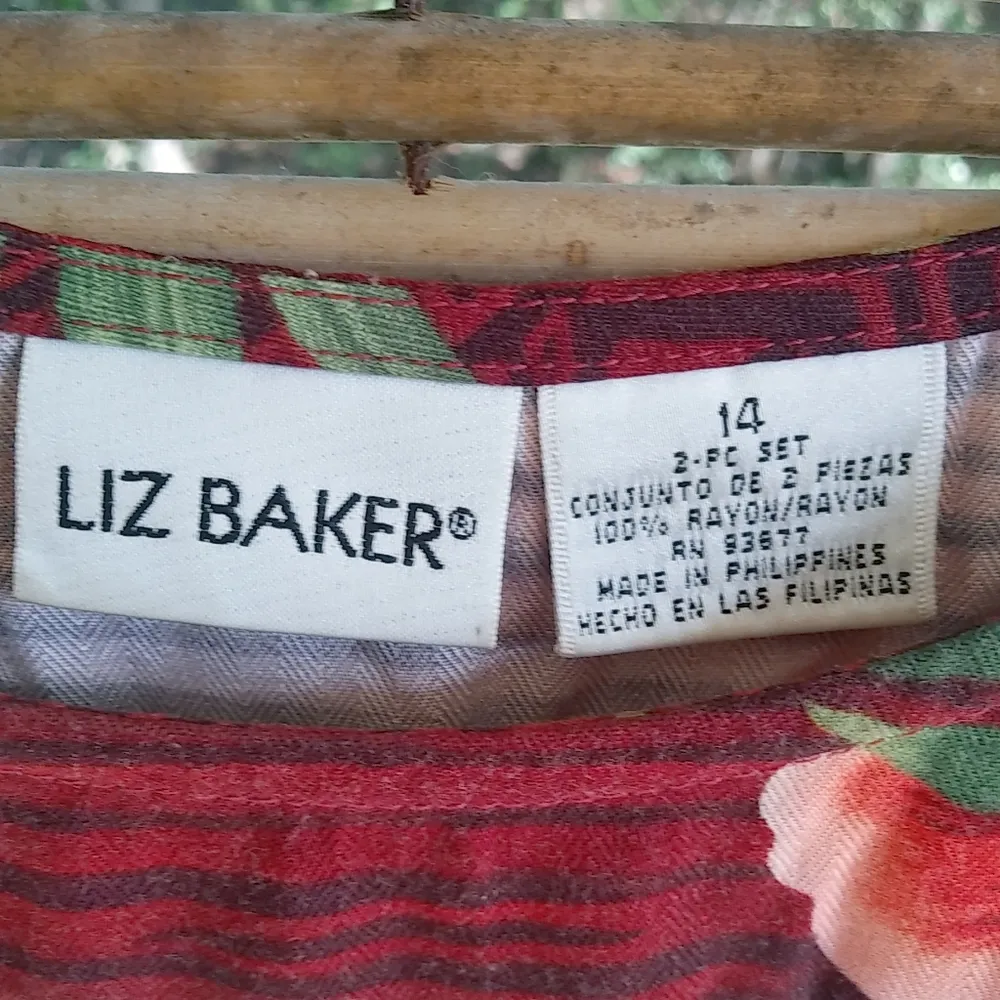 LIZ BAKER®
14
2-PC SET
CONJUNTO DE 2 PIEZAS
100% RAYON/RAYON
RN 93677
MADE IN PHILIPPINES
HECHO EN LAS FILIPINAS